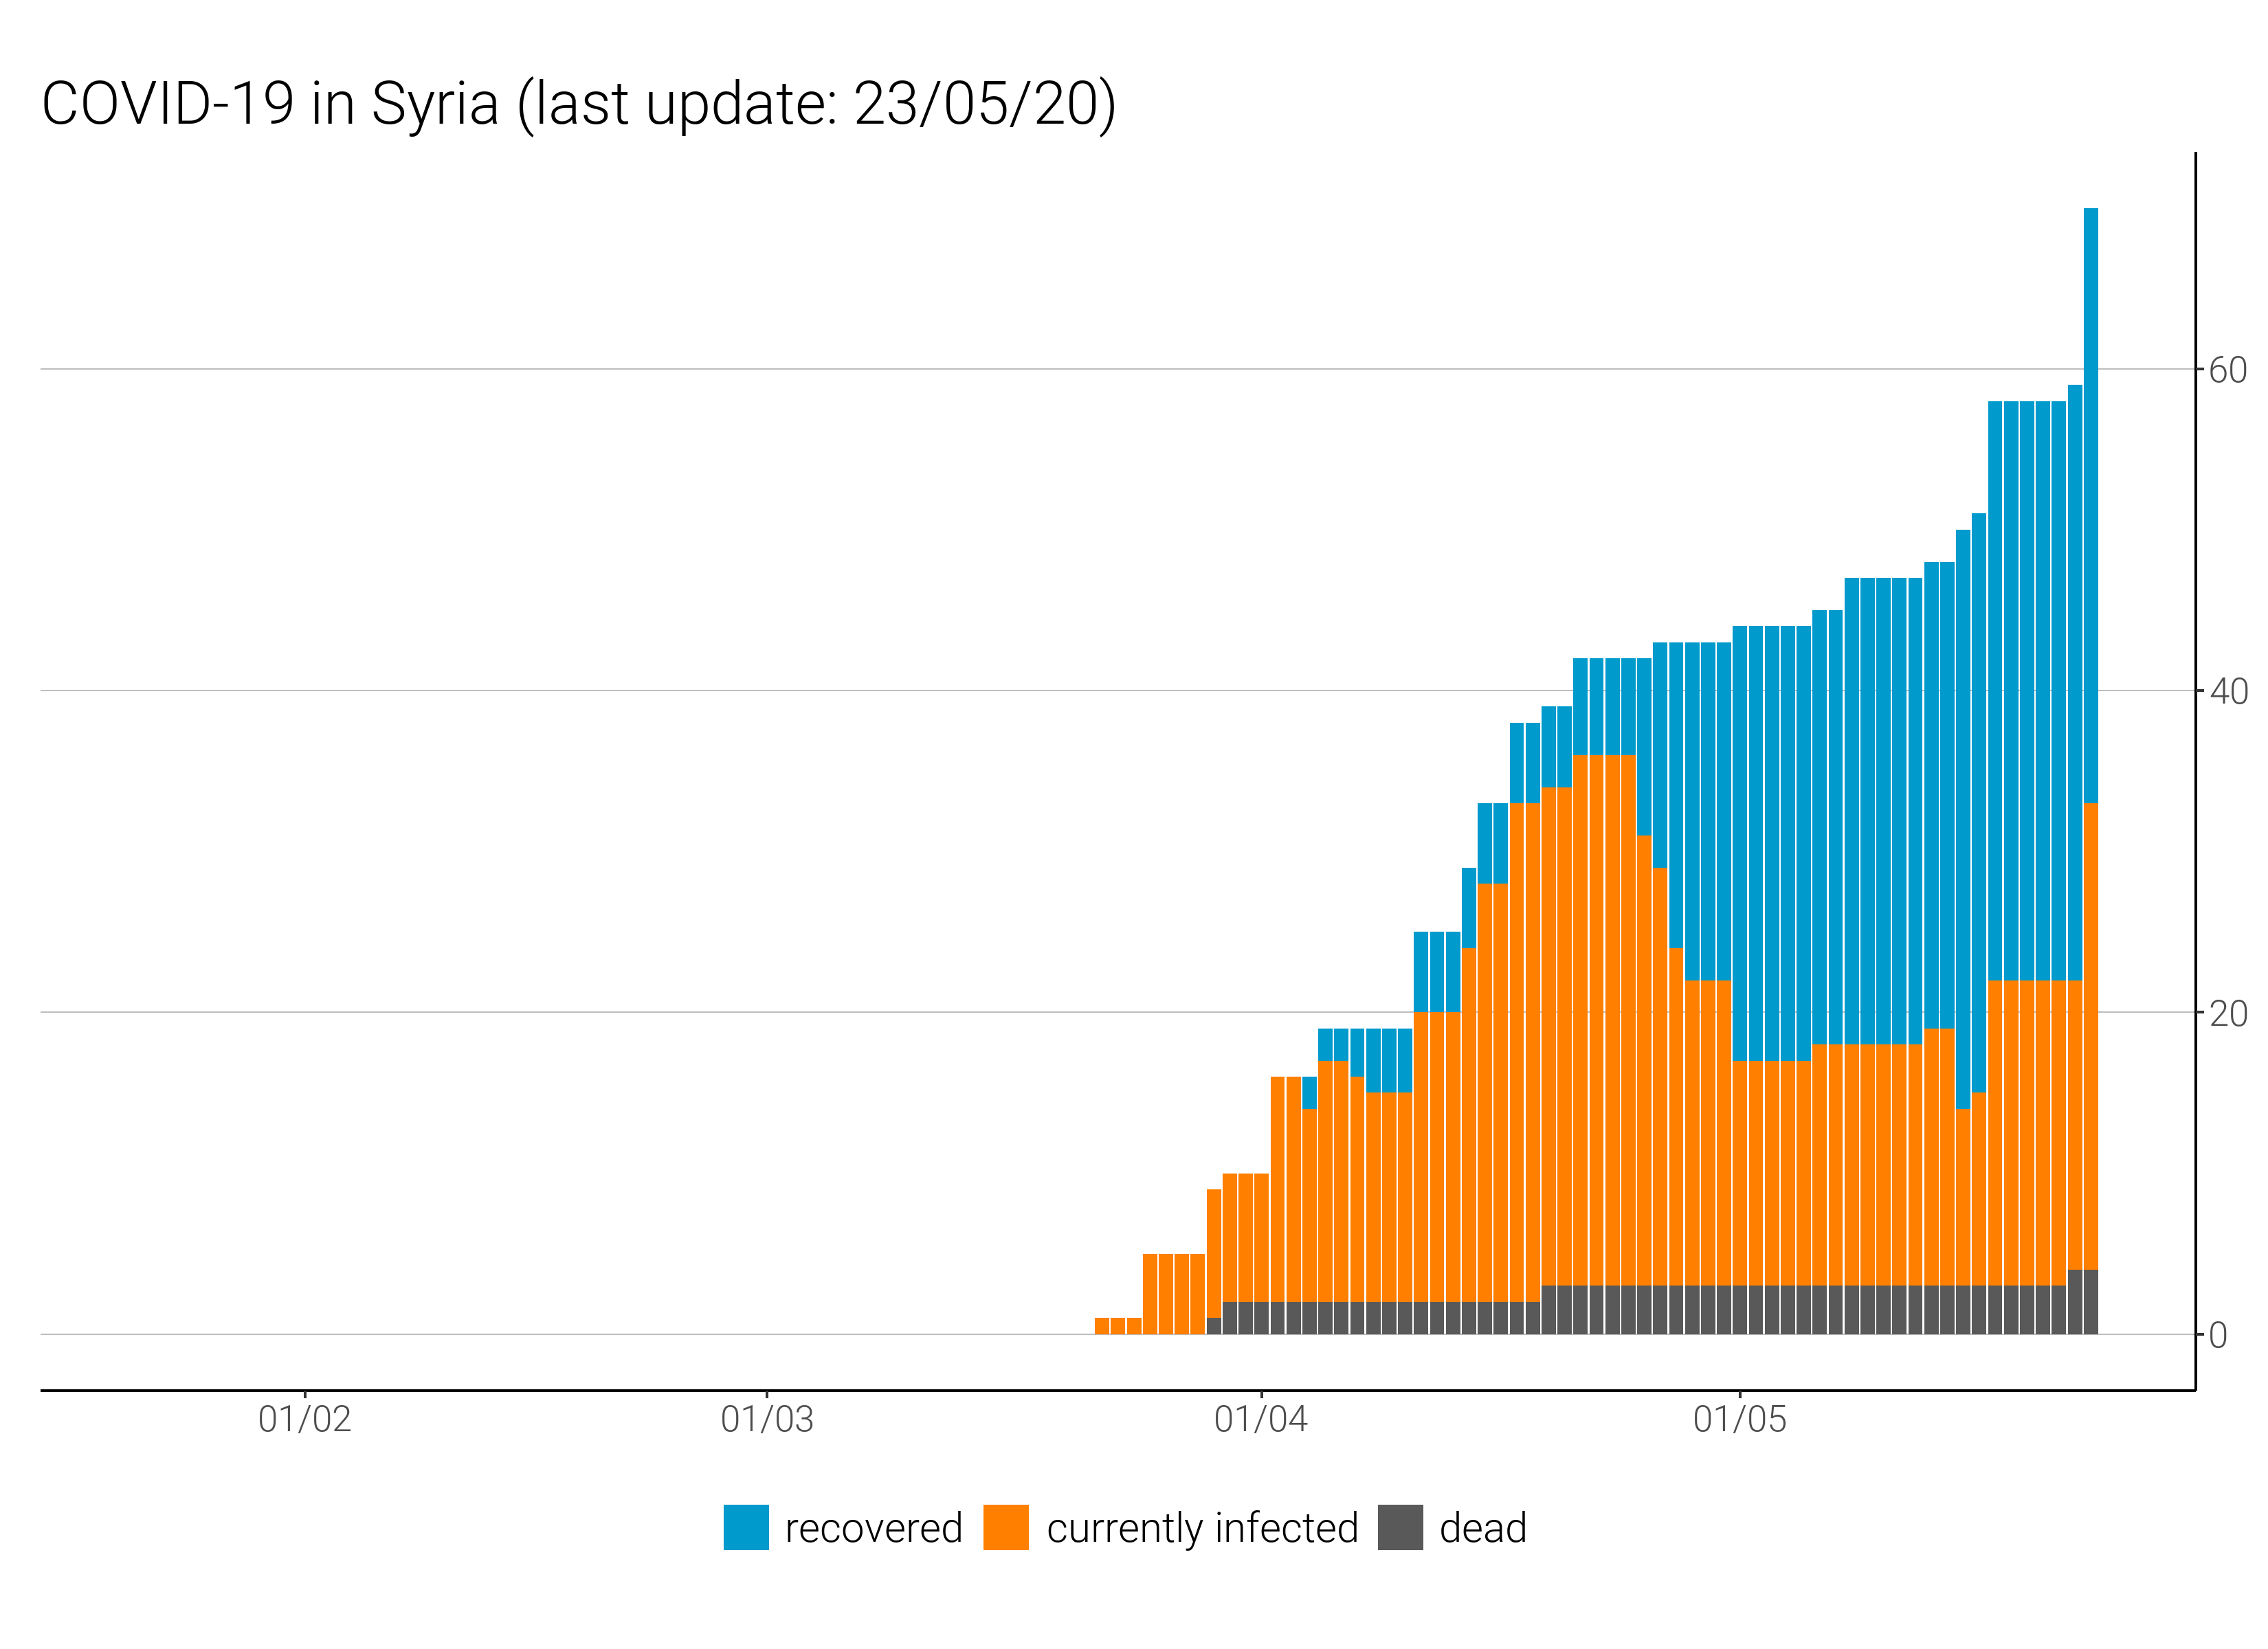 COVID-19 in Syria (last update: 23/05/20)
60
40
20
0
01/02 01/03 01/04 01/05
recovered currently infected dead